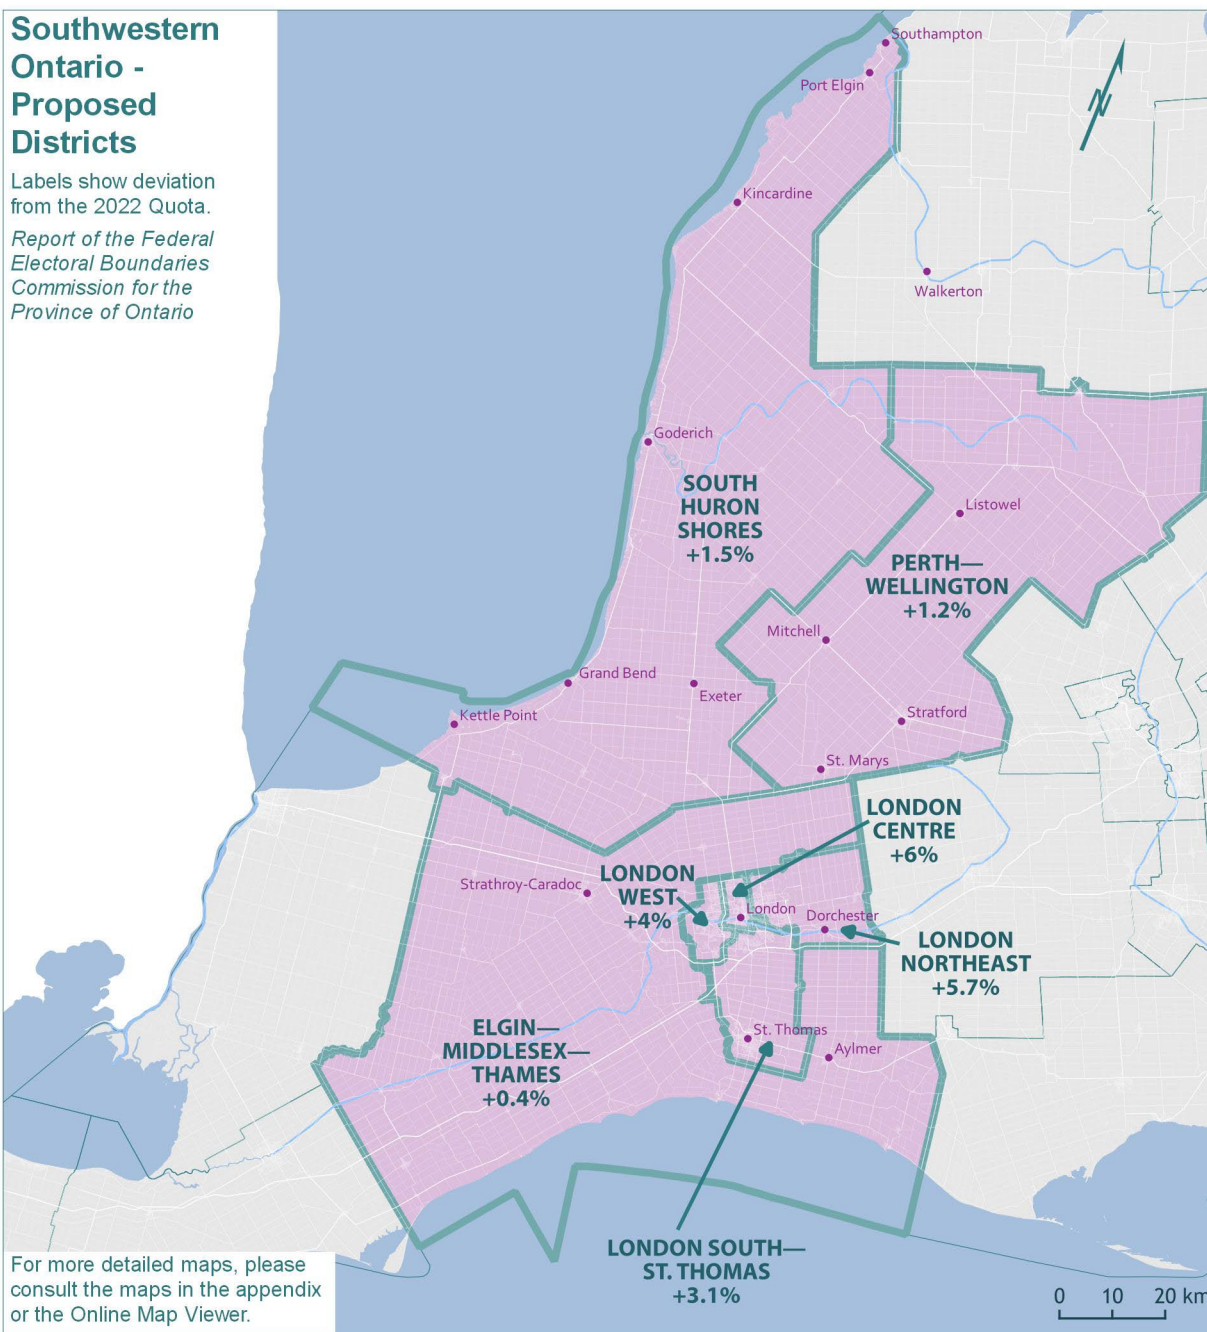 Southwestern
Ontario -
Proposed
Districts
Labels show deviation
from the 2022 Quota.
Report of the Federal
Electoral Boundaries
Commission for the
Province of Ontario
Southampton
Port Elgin
N
Kincardine
Walkerton
Goderich
SOUTH
HURON
SHORES
+1.5%
Listowel
PERTH—
WELLINGTON
+1.2%
Mitchell
Grand Bend
Exeter
Kettle Point
Stratford
St. Marys
LONDON
CENTRE
+6%
LONDON
WEST
+4%
Strathroy-Caradoc
London
Dorchester
LONDON
NORTHEAST
+5.7%
ELGIN—
MIDDLESEX—
THAMES
+0.4%
St. Thomas
Aylmer
LONDON SOUTH—
ST. THOMAS
+3.1%
For more detailed maps, please
consult the maps in the appendix
or the Online Map Viewer.
0 10 20 km